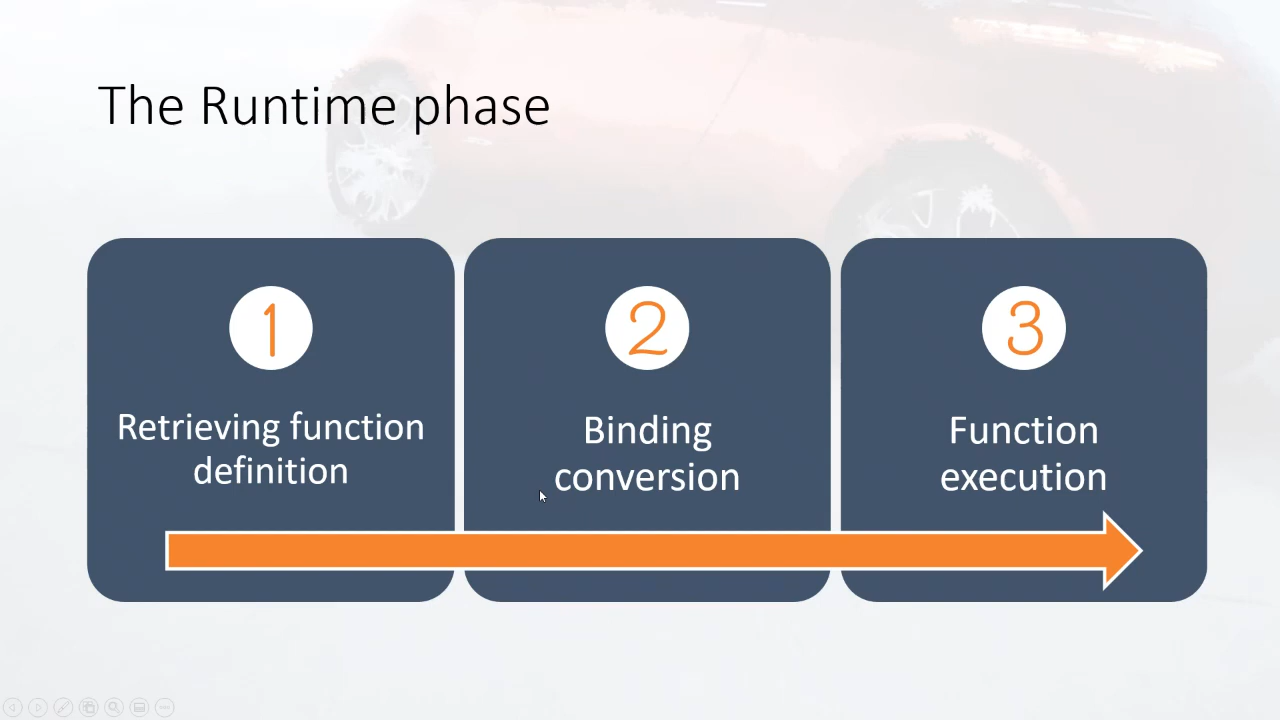 The Runtime phase
1
2
3
Retrieving function
definition
Binding
conversion
Function
execution